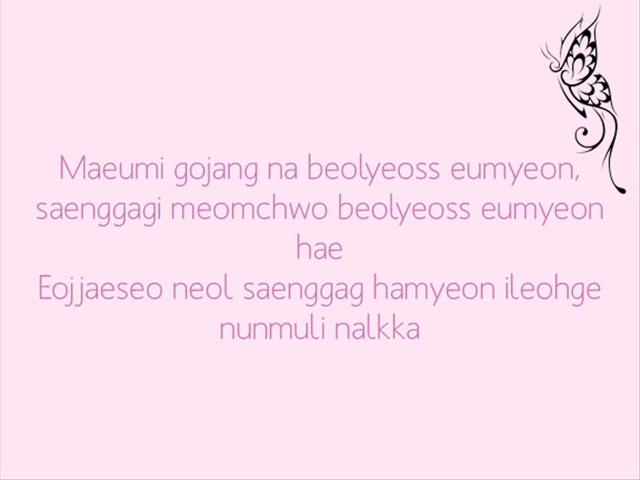 Maeumi gojang na beolyeoss eumyeon,
saenggagi meomchwo beolyeoss eumyeon
hae
Eojjaeseo neol saenggag hamyeon ileohge
nunmuli nalkka